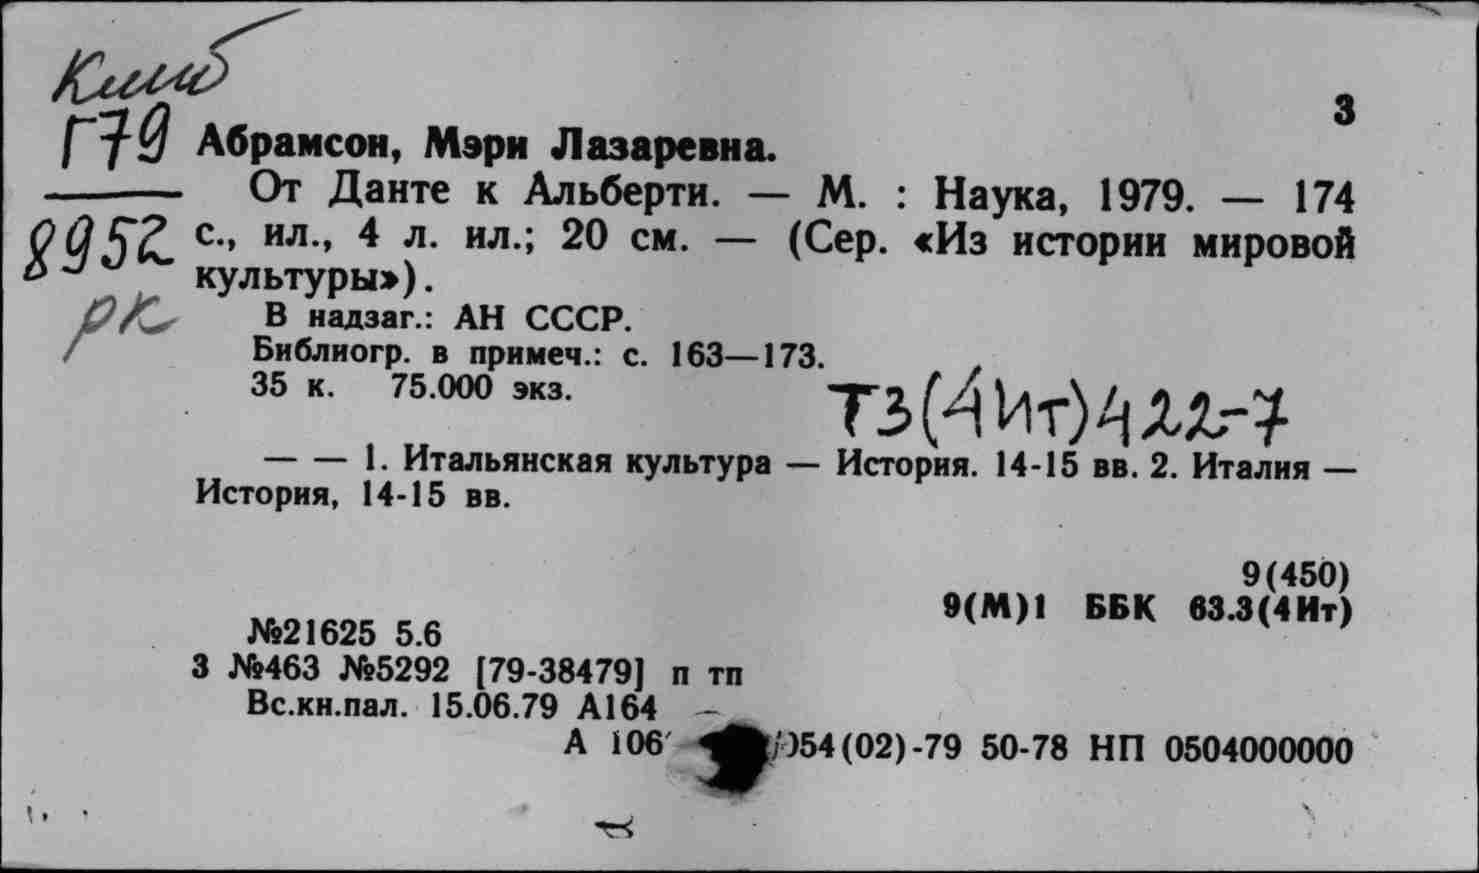 3
Г79 Абрамсон, Мэри Лазаревна.
От Данте к Альберти. — М. : Наука, 1979. — 174
8952 с., ил., 4 л. ил.; 20 см. — (Сер. «Из истории мировой
культуры»).
рк В надзаг.: АН СССР.
Библиогр. в примеч.: с. 163—173.
35 к. 75.000 экз.
Т3(4Ит)422-7
— — 1. Итальянская культура — История. 14-15 вв. 2. Италия —
История, 14-15 вв.
9(450)
9(М)1 ББК 63.3(4Ит)
№21625 5.6
3 №463 №5292 [79-38479] п тп
Вс.кн.пал. 15.06.79 А164
А 106 054(02)-79 50-78 НП 0504000000